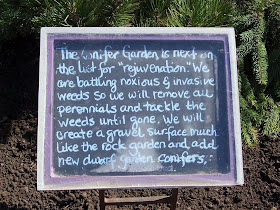 The Conifer Garden is next on
the list for "rejuvenation." We
are battling noxious & invasive
weeds so we will remove all
perennials and tackle the
weeds until gone. We will
create a gravel surface much
like the rock garden and add
new dwarf garden conifers.